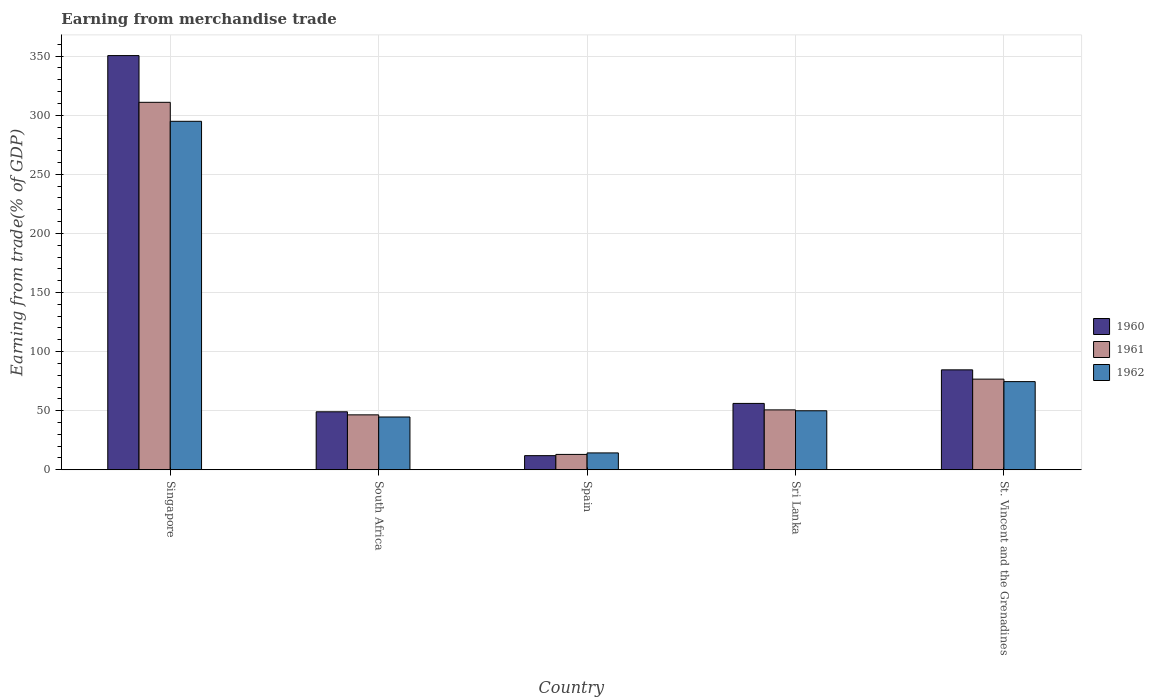 Earning from merchandise trade
Earning from trade(% of GDP)
350
300
250
200
150
100
50
0
Singapore
South Africa
Spain
Sri Lanka
St. Vincent and the Grenadines
Country
1960
1961
1962